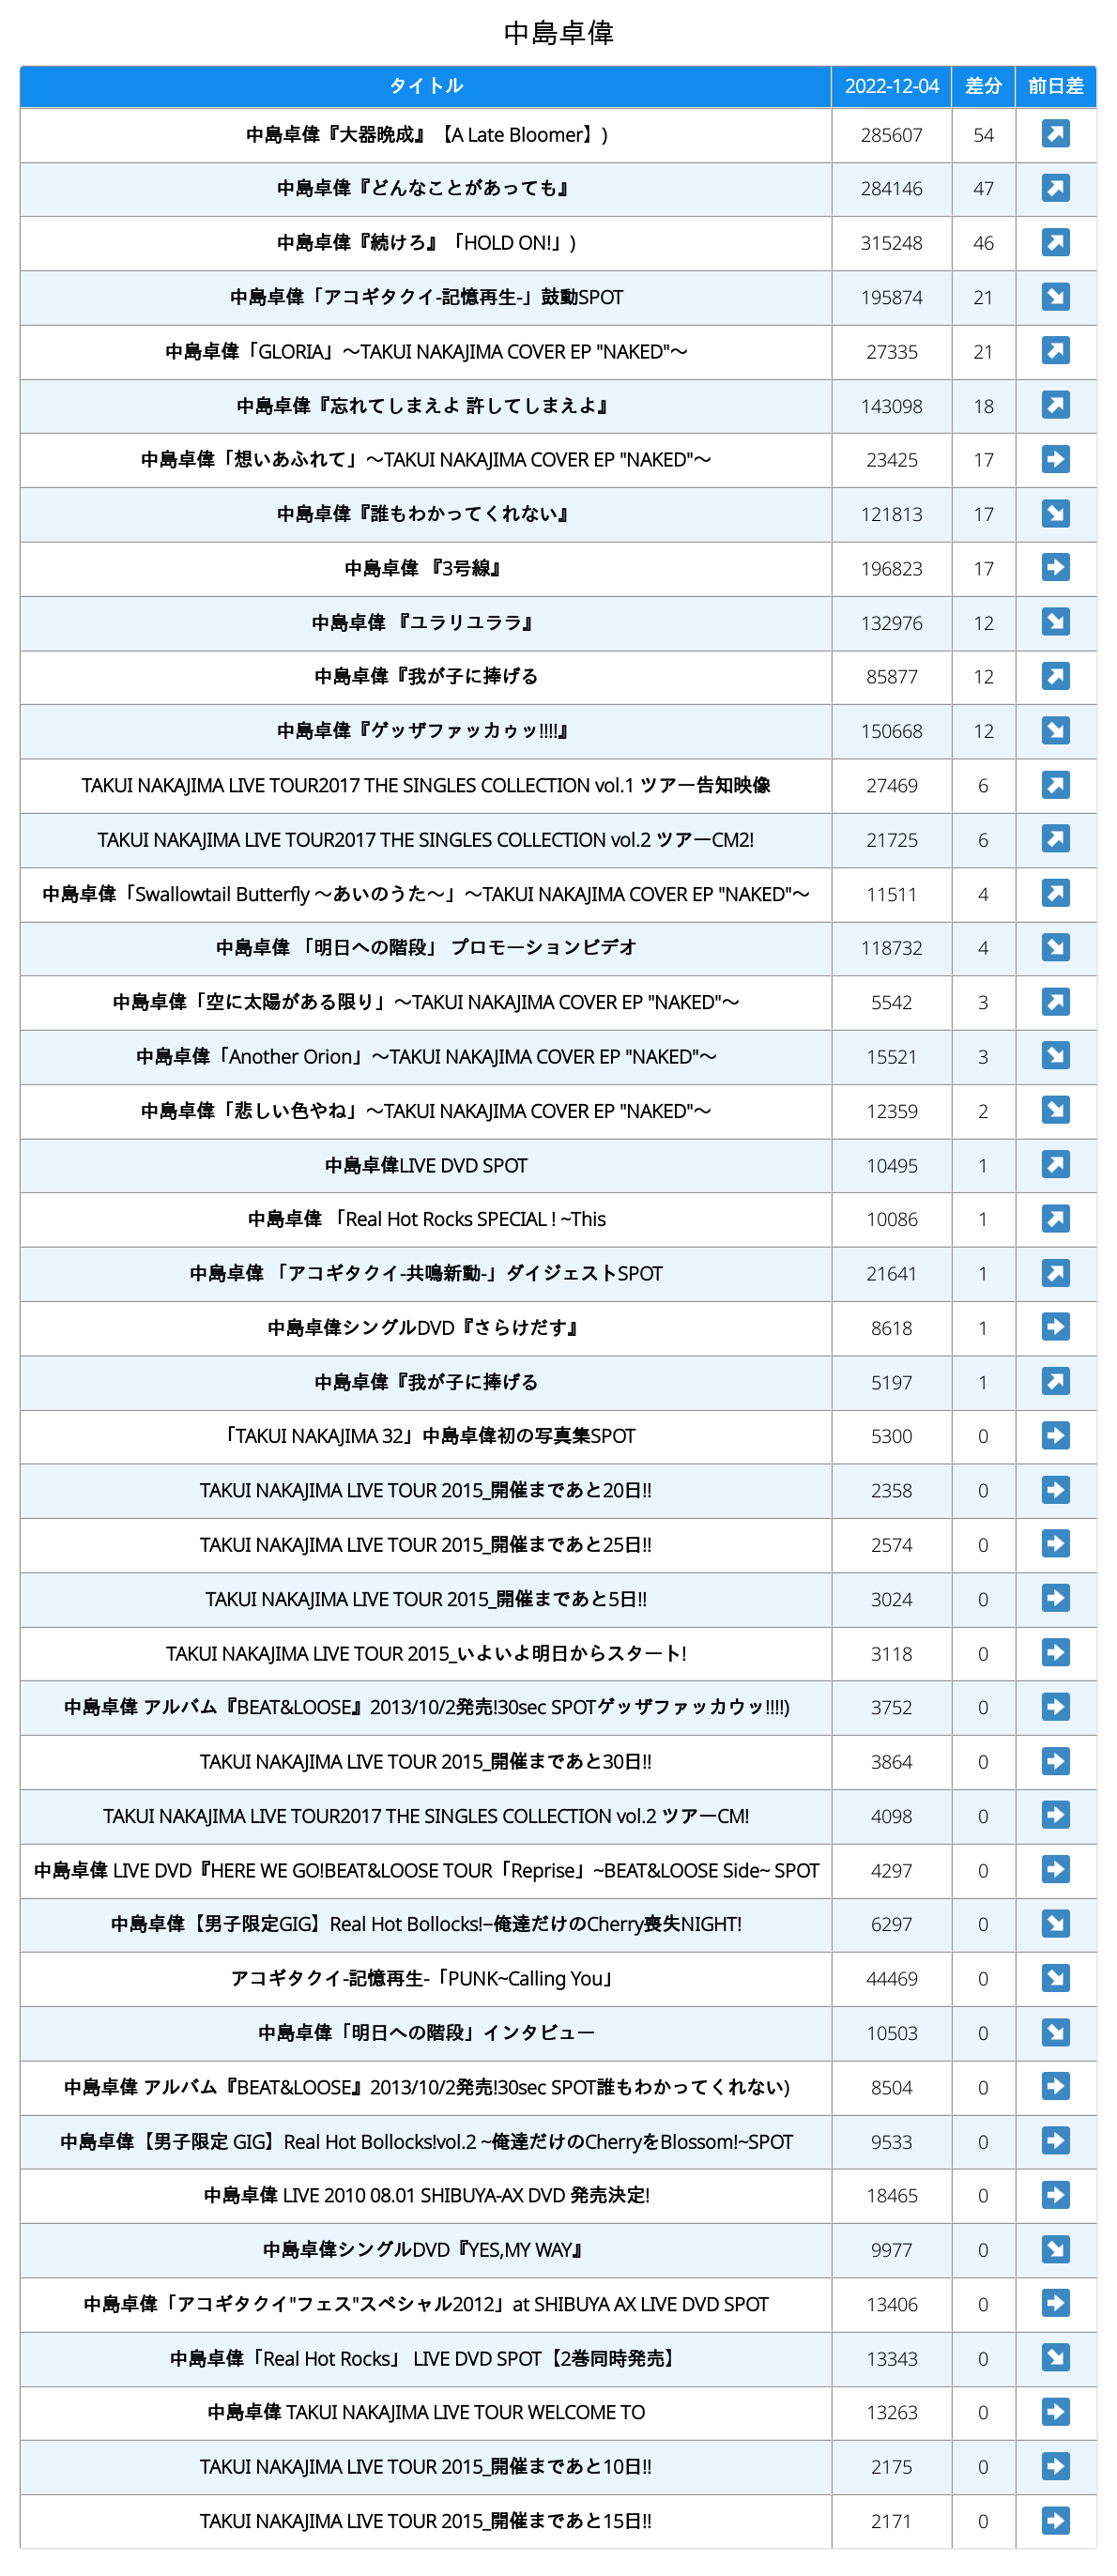 中島卓偉
タイトル 2022-12-04 差分 前日差
中島卓偉『大器晩成』【A Late Bloomer】) 285607 54 ↗
中島卓偉『どんなことがあっても』 284146 47 ↗
中島卓偉『続けろ』「HOLD ON!」) 315248 46 ↗
中島卓偉「アコギタクイ-記憶再生-」鼓動SPOT 195874 21 ↘
中島卓偉「GLORIA」〜TAKUI NAKAJIMA COVER EP "NAKED"〜 27335 21 ↗
中島卓偉『忘れてしまえよ 許してしまえよ』 143098 18 ↗
中島卓偉「想いあふれて」〜TAKUI NAKAJIMA COVER EP "NAKED"〜 23425 17 ➡
中島卓偉『誰もわかってくれない』 121813 17 ↘
中島卓偉 『3号線』 196823 17 ➡
中島卓偉 『ユラリユララ』 132976 12 ↘
中島卓偉『我が子に捧げる 85877 12 ↗
中島卓偉『ゲッザファッカゥッ!!!!』 150668 12 ↘
TAKUI NAKAJIMA LIVE TOUR2017 THE SINGLES COLLECTION vol.1 ツアー告知映像 27469 6 ↗
TAKUI NAKAJIMA LIVE TOUR2017 THE SINGLES COLLECTION vol.2 ツアーCM2! 21725 6 ↗
中島卓偉「Swallowtail Butterfly 〜あいのうた〜」〜TAKUI NAKAJIMA COVER EP "NAKED"〜 11511 4 ↗
中島卓偉 「明日への階段」 プロモーションビデオ 118732 4 ↘
中島卓偉「空に太陽がある限り」〜TAKUI NAKAJIMA COVER EP "NAKED"〜 5542 3 ↗
中島卓偉「Another Orion」〜TAKUI NAKAJIMA COVER EP "NAKED"〜 15521 3 ↘
中島卓偉「悲しい色やね」〜TAKUI NAKAJIMA COVER EP "NAKED"〜 12359 2 ↘
中島卓偉LIVE DVD SPOT 10495 1 ↗
中島卓偉 「Real Hot Rocks SPECIAL ! ~This 10086 1 ↗
中島卓偉 「アコギタクイ-共鳴新動-」ダイジェストSPOT 21641 1 ↗
中島卓偉シングルDVD『さらけだす』 8618 1 ➡
中島卓偉『我が子に捧げる 5197 1 ↗
「TAKUI NAKAJIMA 32」中島卓偉初の写真集SPOT 5300 0 ➡
TAKUI NAKAJIMA LIVE TOUR 2015_開催まであと20日!! 2358 0 ➡
TAKUI NAKAJIMA LIVE TOUR 2015_開催まであと25日!! 2574 0 ➡
TAKUI NAKAJIMA LIVE TOUR 2015_開催まであと5日!! 3024 0 ➡
TAKUI NAKAJIMA LIVE TOUR 2015_いよいよ明日からスタート! 3118 0 ➡
中島卓偉 アルバム『BEAT&LOOSE』2013/10/2発売!30sec SPOTゲッザファッカウッ!!!!) 3752 0 ➡
TAKUI NAKAJIMA LIVE TOUR 2015_開催まであと30日!! 3864 0 ➡
TAKUI NAKAJIMA LIVE TOUR2017 THE SINGLES COLLECTION vol.2 ツアーCM! 4098 0 ➡
中島卓偉 LIVE DVD『HERE WE GO!BEAT&LOOSE TOUR「Reprise」~BEAT&LOOSE Side~ SPOT 4297 0 ➡
中島卓偉【男子限定GIG】Real Hot Bollocks!−俺達だけのCherry喪失NIGHT! 6297 0 ↘
アコギタクイ-記憶再生-「PUNK~Calling You」 44469 0 ↘
中島卓偉「明日への階段」インタビュー 10503 0 ↘
中島卓偉 アルバム『BEAT&LOOSE』2013/10/2発売!30sec SPOT誰もわかってくれない) 8504 0 ➡
中島卓偉【男子限定 GIG】Real Hot Bollocks!vol.2 ~俺達だけのCherryをBlossom!~SPOT 9533 0 ➡
中島卓偉 LIVE 2010 08.01 SHIBUYA-AX DVD 発売決定! 18465 0 ➡
中島卓偉シングルDVD『YES,MY WAY』 9977 0 ↘
中島卓偉「アコギタクイ"フェス"スペシャル2012」at SHIBUYA AX LIVE DVD SPOT 13406 0 ➡
中島卓偉「Real Hot Rocks」 LIVE DVD SPOT【2巻同時発売】 13343 0 ↘
中島卓偉 TAKUI NAKAJIMA LIVE TOUR WELCOME TO 13263 0 ➡
TAKUI NAKAJIMA LIVE TOUR 2015_開催まであと10日!! 2175 0 ➡
TAKUI NAKAJIMA LIVE TOUR 2015_開催まであと15日!! 2171 0 ➡